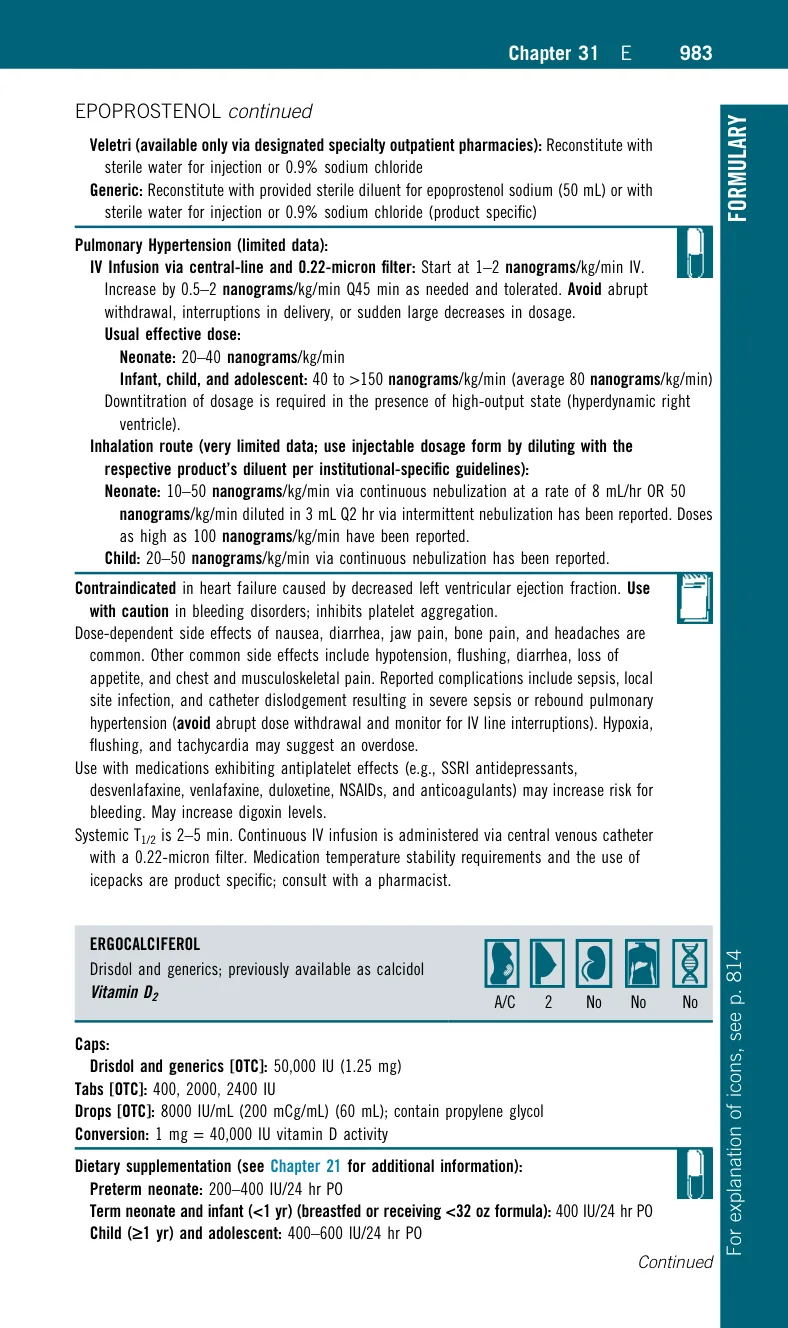 Chapter 31 E 983
EPOPROSTENOL continued
Veletri (available only via designated specialty outpatient pharmacies): Reconstitute with
sterile water for injection or 0.9% sodium chloride
Generic: Reconstitute with provided sterile diluent for epoprostenol sodium (50 mL) or with
sterile water for injection or 0.9% sodium chloride (product specific)
Pulmonary Hypertension (limited data):
IV Infusion via central-line and 0.22-micron filter: Start at 1–2 nanograms/kg/min IV.
Increase by 0.5–2 nanograms/kg/min Q45 min as needed and tolerated. Avoid abrupt
withdrawal, interruptions in delivery, or sudden large decreases in dosage.
Usual effective dose:
Neonate: 20–40 nanograms/kg/min
Infant, child, and adolescent: 40 to >150 nanograms/kg/min (average 80 nanograms/kg/min)
Downtitration of dosage is required in the presence of high-output state (hyperdynamic right
ventricle).
Inhalation route (very limited data; use injectable dosage form by diluting with the
respective product's diluent per institutional-specific guidelines):
Neonate: 10–50 nanograms/kg/min via continuous nebulization at a rate of 8 mL/hr OR 50
nanograms/kg/min diluted in 3 mL Q2 hr via intermittent nebulization has been reported. Doses
as high as 100 nanograms/kg/min have been reported.
Child: 20–50 nanograms/kg/min via continuous nebulization has been reported.
Contraindicated in heart failure caused by decreased left ventricular ejection fraction. Use
with caution in bleeding disorders; inhibits platelet aggregation.
Dose-dependent side effects of nausea, diarrhea, jaw pain, bone pain, and headaches are
common. Other common side effects include hypotension, flushing, diarrhea, loss of
appetite, and chest and musculoskeletal pain. Reported complications include sepsis, local
site infection, and catheter dislodgement resulting in severe sepsis or rebound pulmonary
hypertension (avoid abrupt dose withdrawal and monitor for IV line interruptions). Hypoxia,
flushing, and tachycardia may suggest an overdose.
Use with medications exhibiting antiplatelet effects (e.g., SSRI antidepressants,
desvenlafaxine, venlafaxine, duloxetine, NSAIDs, and anticoagulants) may increase risk for
bleeding. May increase digoxin levels.
Systemic T1/2 is 2–5 min. Continuous IV infusion is administered via central venous catheter
with a 0.22-micron filter. Medication temperature stability requirements and the use of
icepacks are product specific; consult with a pharmacist.
ERGOCALCIFEROL
Drisdol and generics; previously available as calcidol
Vitamin D2
A/C 2 No No No
Caps:
Drisdol and generics [OTC]: 50,000 IU (1.25 mg)
Tabs [OTC]: 400, 2000, 2400 IU
Drops [OTC]: 8000 IU/mL (200 mCg/mL) (60 mL); contain propylene glycol
Conversion: 1 mg = 40,000 IU vitamin D activity
Dietary supplementation (see Chapter 21 for additional information):
Preterm neonate: 200–400 IU/24 hr PO
Term neonate and infant (<1 yr) (breastfed or receiving <32 oz formula): 400 IU/24 hr PO
Child (≥1 yr) and adolescent: 400–600 IU/24 hr PO
Continued
FORMULARY
For explanation of icons, see p. 814